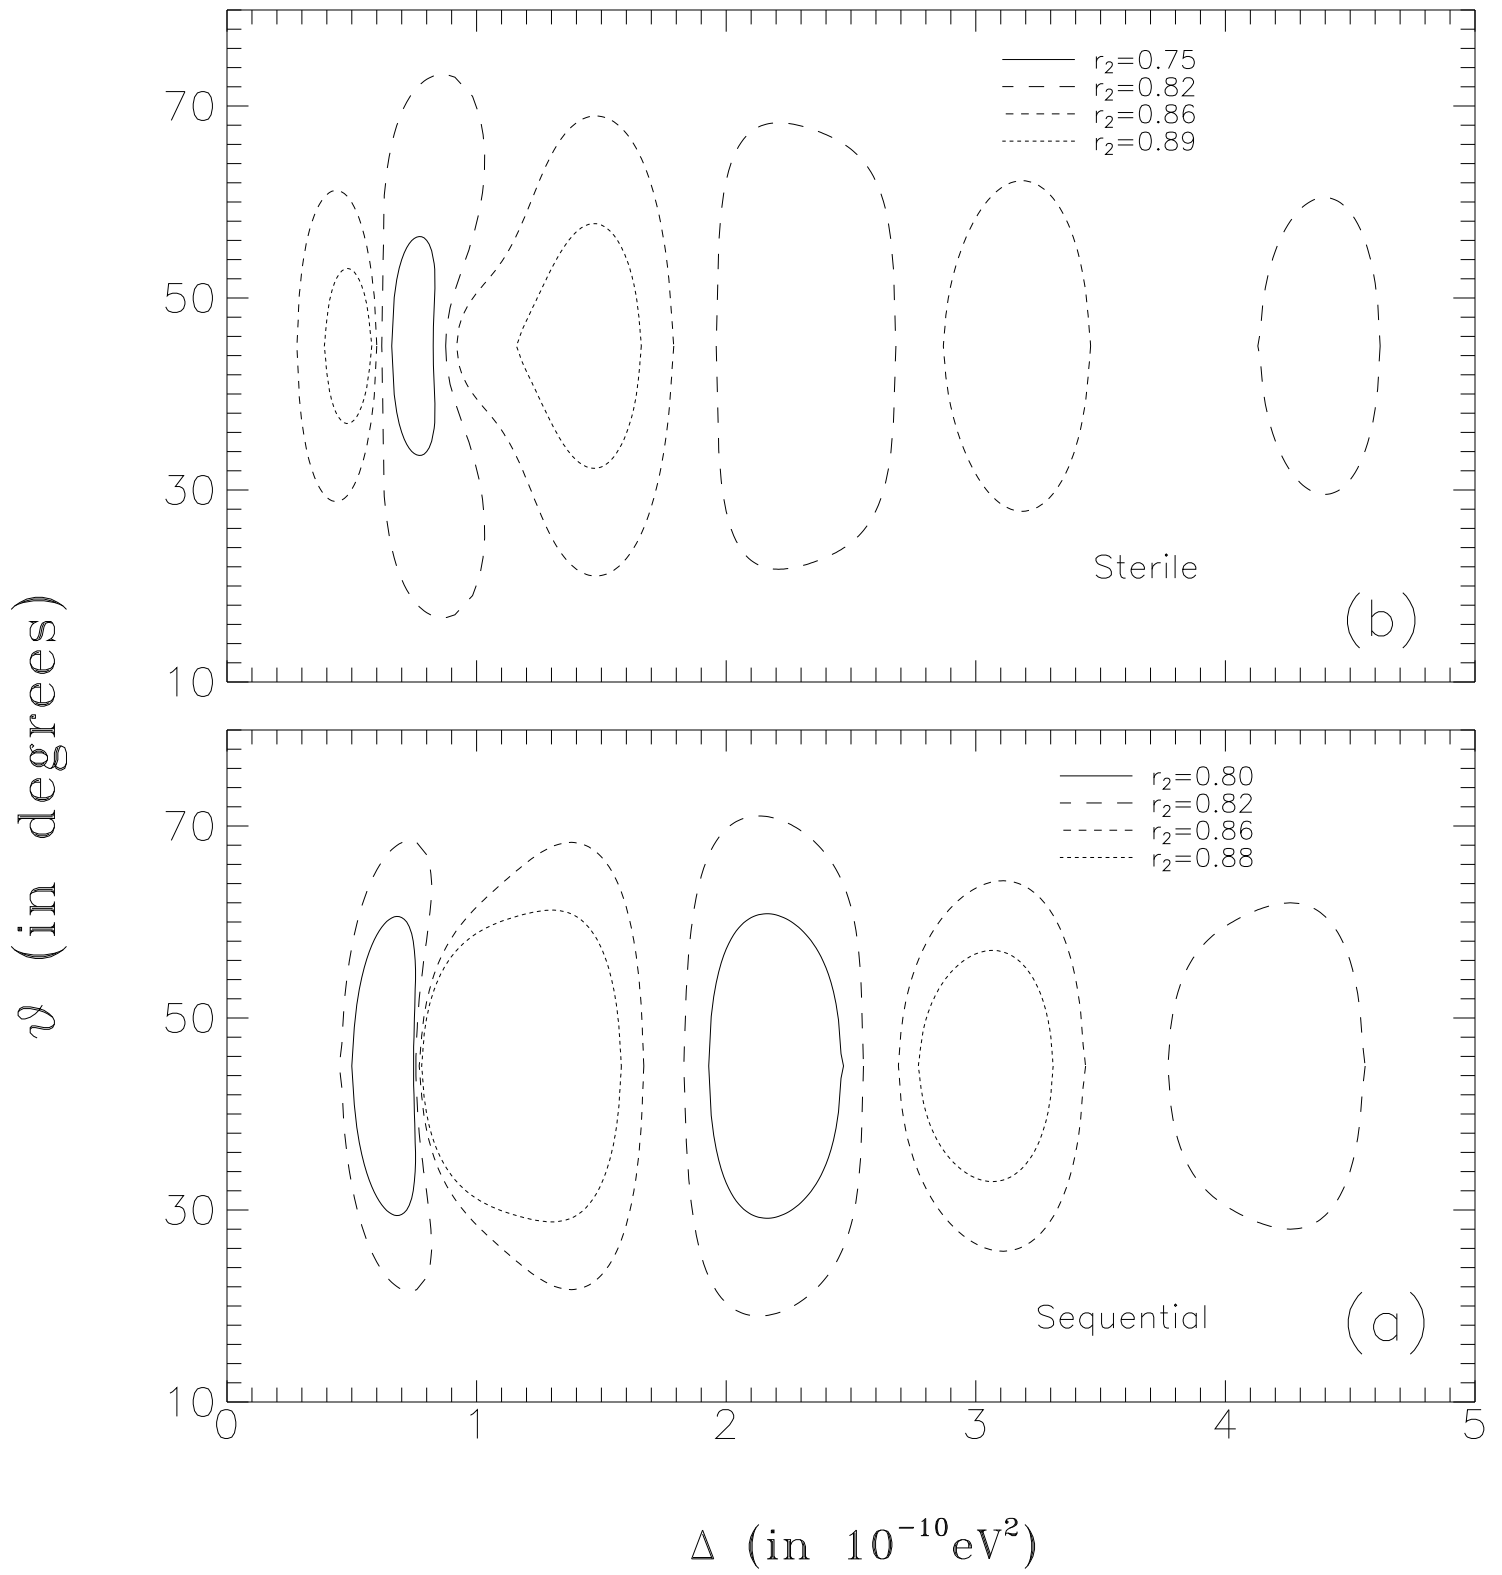 r₂=0.75
r₂=0.82
r₂=0.86
r₂=0.89
70
50
30
10
Sterile
(b)
r₂=0.80
r₂=0.82
r₂=0.86
r₂=0.88
70
50
30
10
Sequential
(a)
0 1 2 3 4 5
ϑ (in degrees)
Δ (in 10⁻¹⁰eV²)